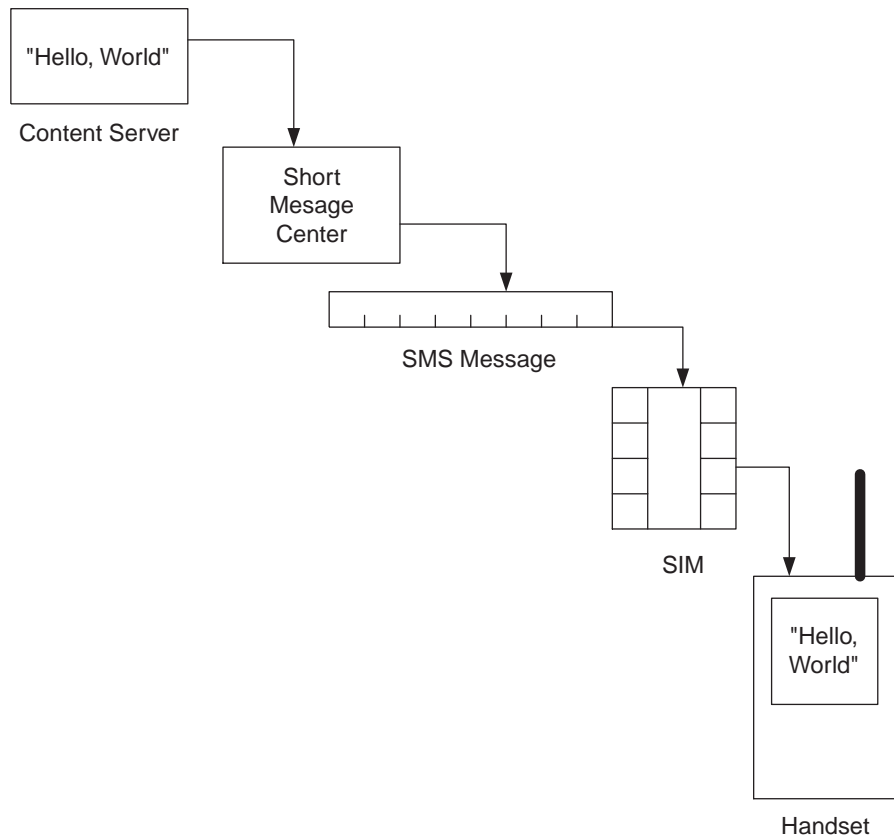 "Hello, World"
Content Server
Short
Mesage
Center
SMS Message
SIM
"Hello,
World"
Handset